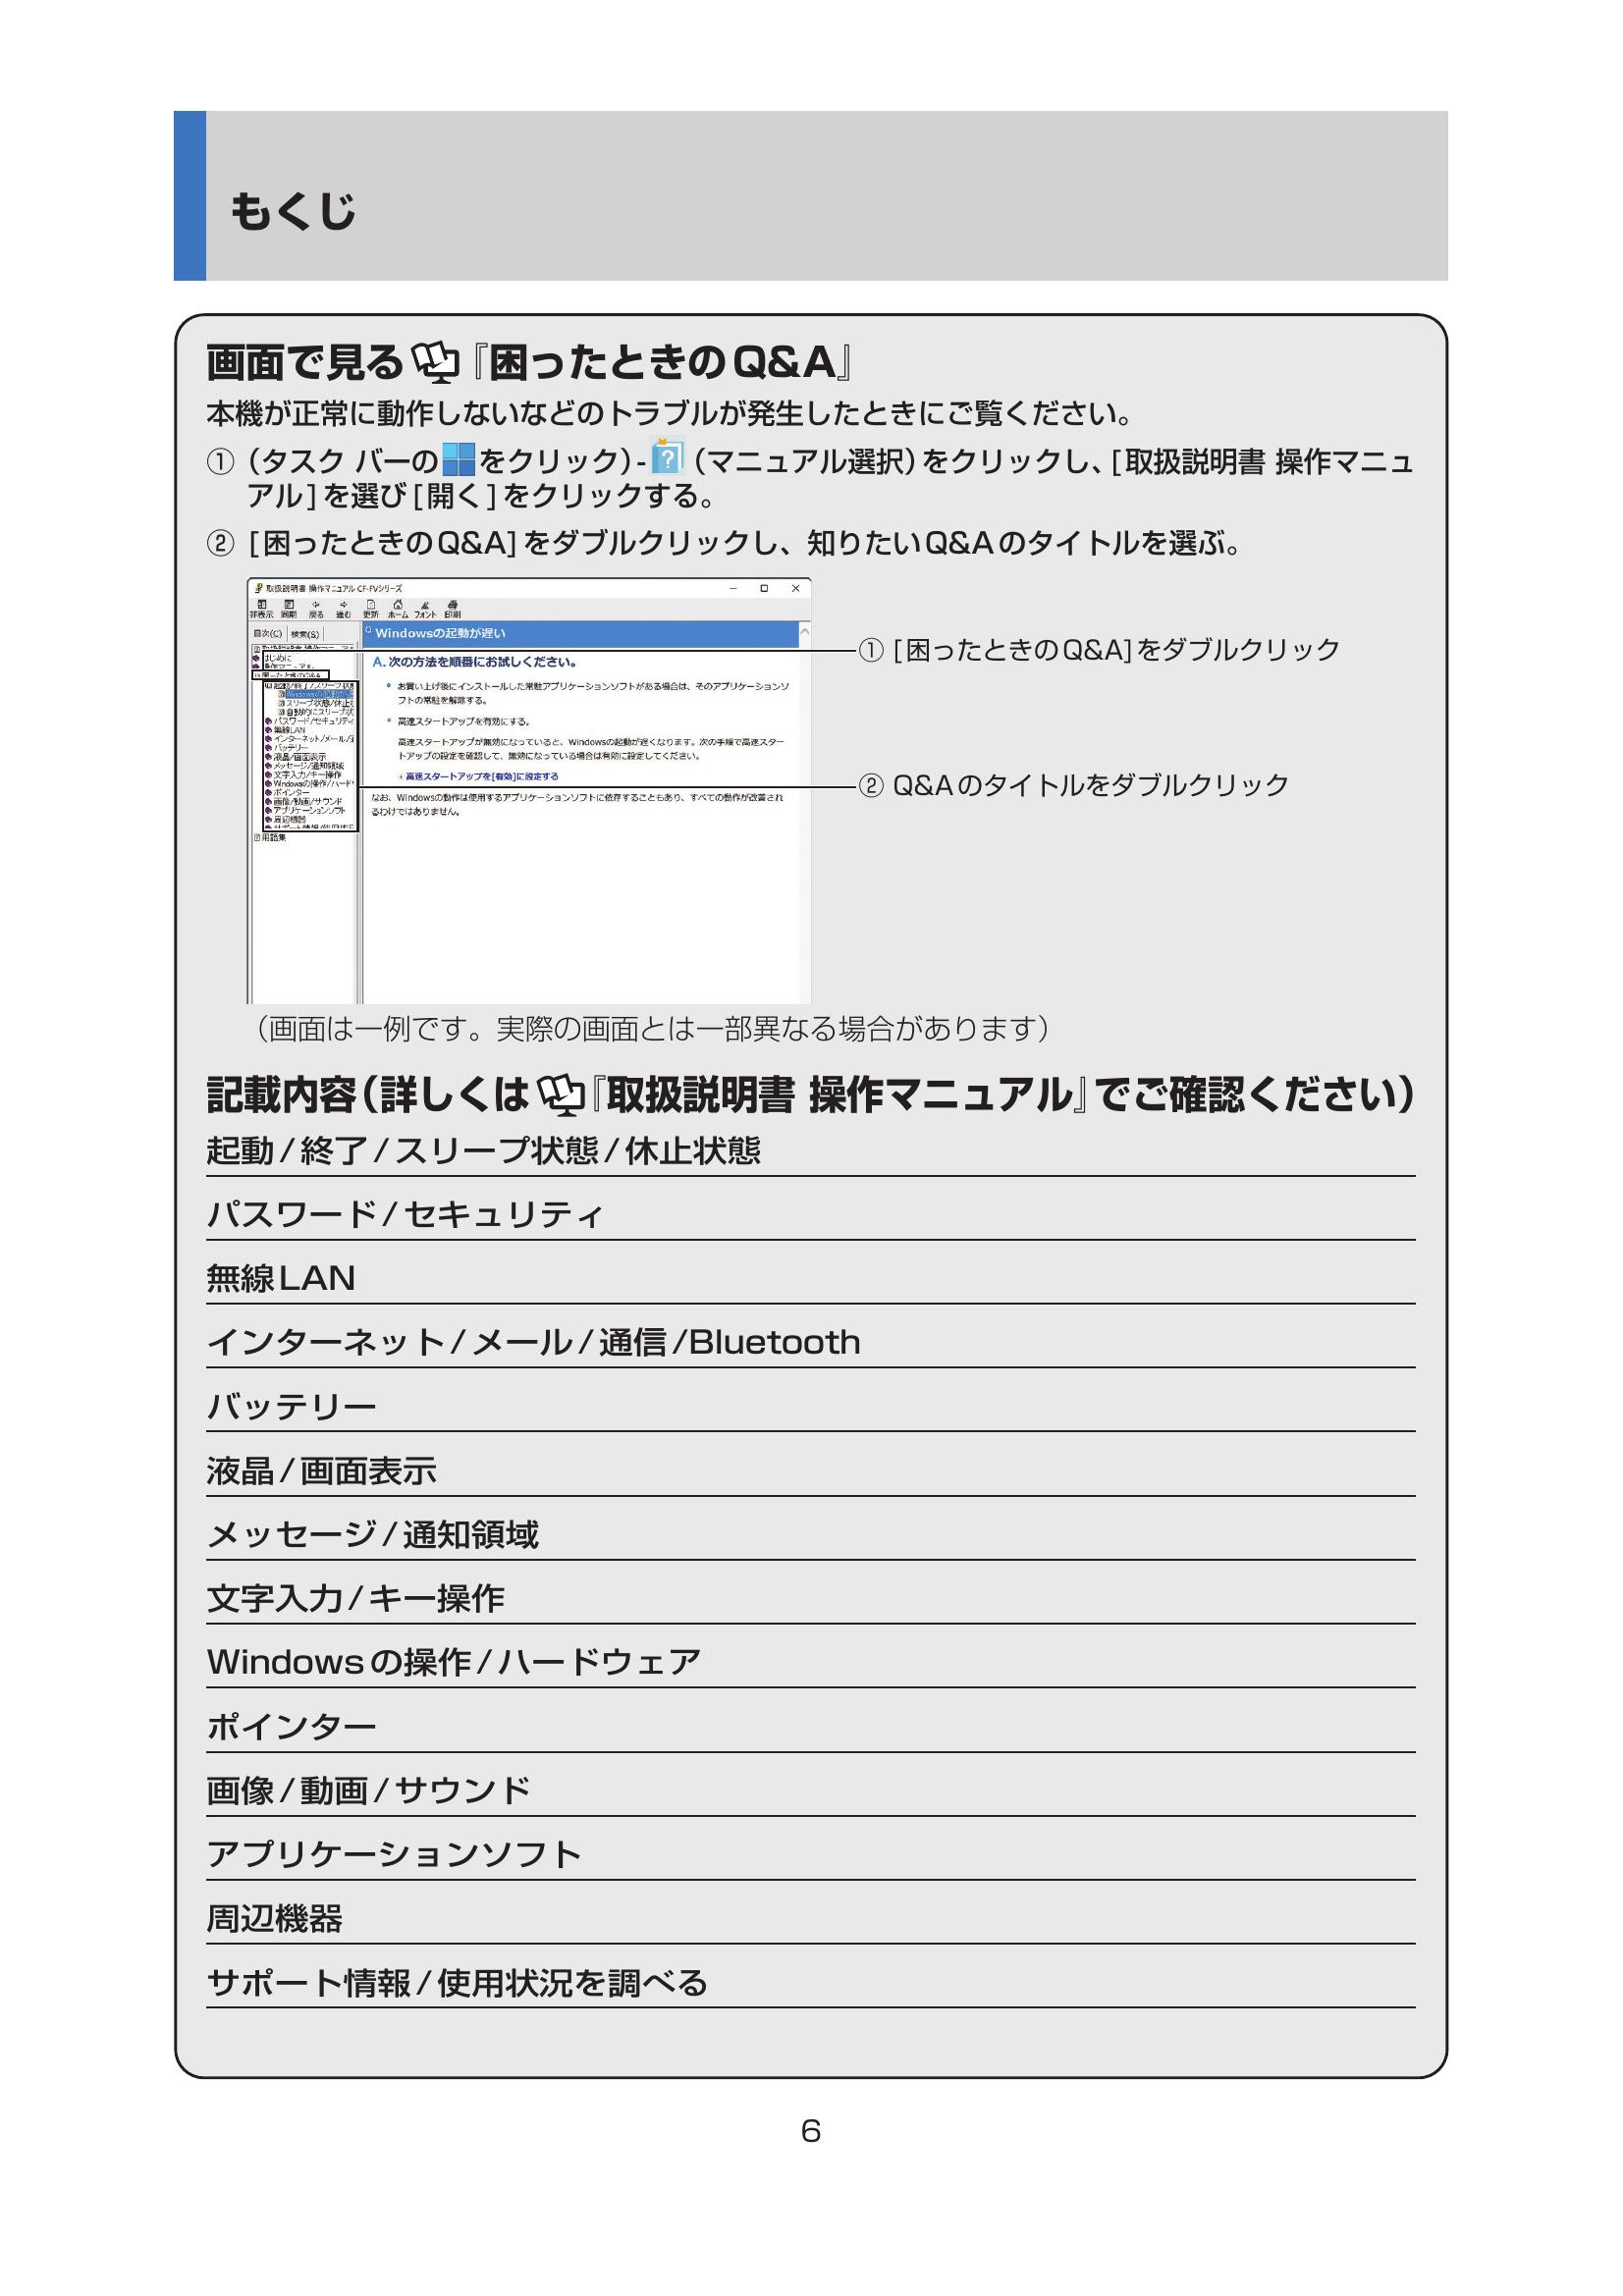 もくじ
画面で見る『困ったときのQ&A』
本機が正常に動作しないなどのトラブルが発生したときにご覧ください。
①（タスク バーの をクリック）- （マニュアル選択）をクリックし、[取扱説明書 操作マニュ
アル]を選び[開く]をクリックする。
② [困ったときのQ&A]をダブルクリックし、知りたいQ&Aのタイトルを選ぶ。
取扱説明書 操作マニュアル CF-FVシリーズ
非表示 同期 戻る 進む 更新 ホーム フォント 印刷
目次(C) 検索(S)
Windowsの起動が遅い
はじめに
A. 次の方法を順番にお試しください。
① [困ったときのQ&A]をダブルクリック
お買い上げ後にインストールした常駐アプリケーションソフトがある場合は、そのアプリケーションソ
フトの常駐を解除する。
高速スタートアップを有効にする。
高速スタートアップが無効になっていると、Windowsの起動が遅くなります。次の手順で高速スター
トアップの設定を確認して、無効になっている場合は有効に設定してください。
高速スタートアップを[有効]に設定する
なお、Windowsの動作は使用するアプリケーションソフトに依存することもあり、すべての動作が改善され
るわけではありません。
起動/終了/スリープ状態
スリープ状態/休止状
自動的にスリープ状
パスワード/セキュリティ
無線LAN
インターネット/メール/通
バッテリー
液晶/画面表示
メッセージ/通知領域
文字入力/キー操作
Windowsの操作/ハード
ポインター
画像/動画/サウンド
アプリケーションソフト
周辺機器
用語集
② Q&Aのタイトルをダブルクリック
（画面は一例です。実際の画面とは一部異なる場合があります）
記載内容（詳しくは『取扱説明書 操作マニュアル』でご確認ください）
起動/終了/スリープ状態/休止状態
パスワード/セキュリティ
無線LAN
インターネット/メール/通信/Bluetooth
バッテリー
液晶/画面表示
メッセージ/通知領域
文字入力/キー操作
Windowsの操作/ハードウェア
ポインター
画像/動画/サウンド
アプリケーションソフト
周辺機器
サポート情報/使用状況を調べる
6